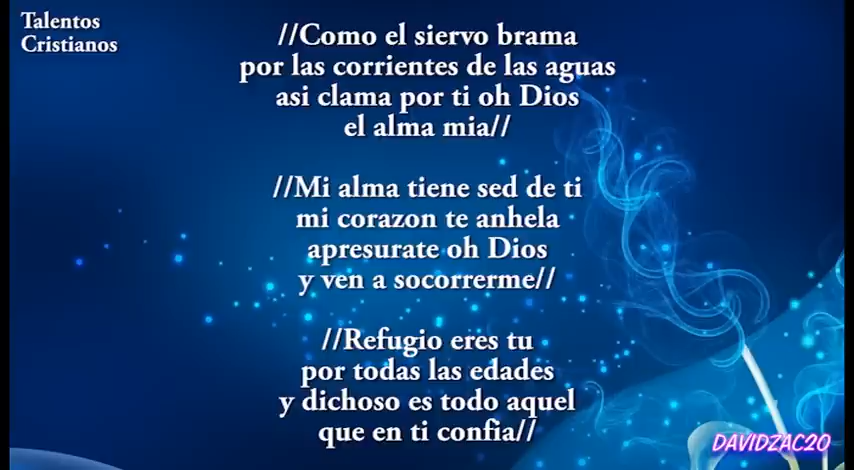 Talentos
Cristianos
//Como el siervo brama
por las corrientes de las aguas
asi clama por ti oh Dios
el alma mia//
//Mi alma tiene sed de ti
mi corazon te anhela
apresurate oh Dios
y ven a socorrerme//
//Refugio eres tu
por todas las edades
y dichoso es todo aquel
que en ti confia//
DAVIDZAC20